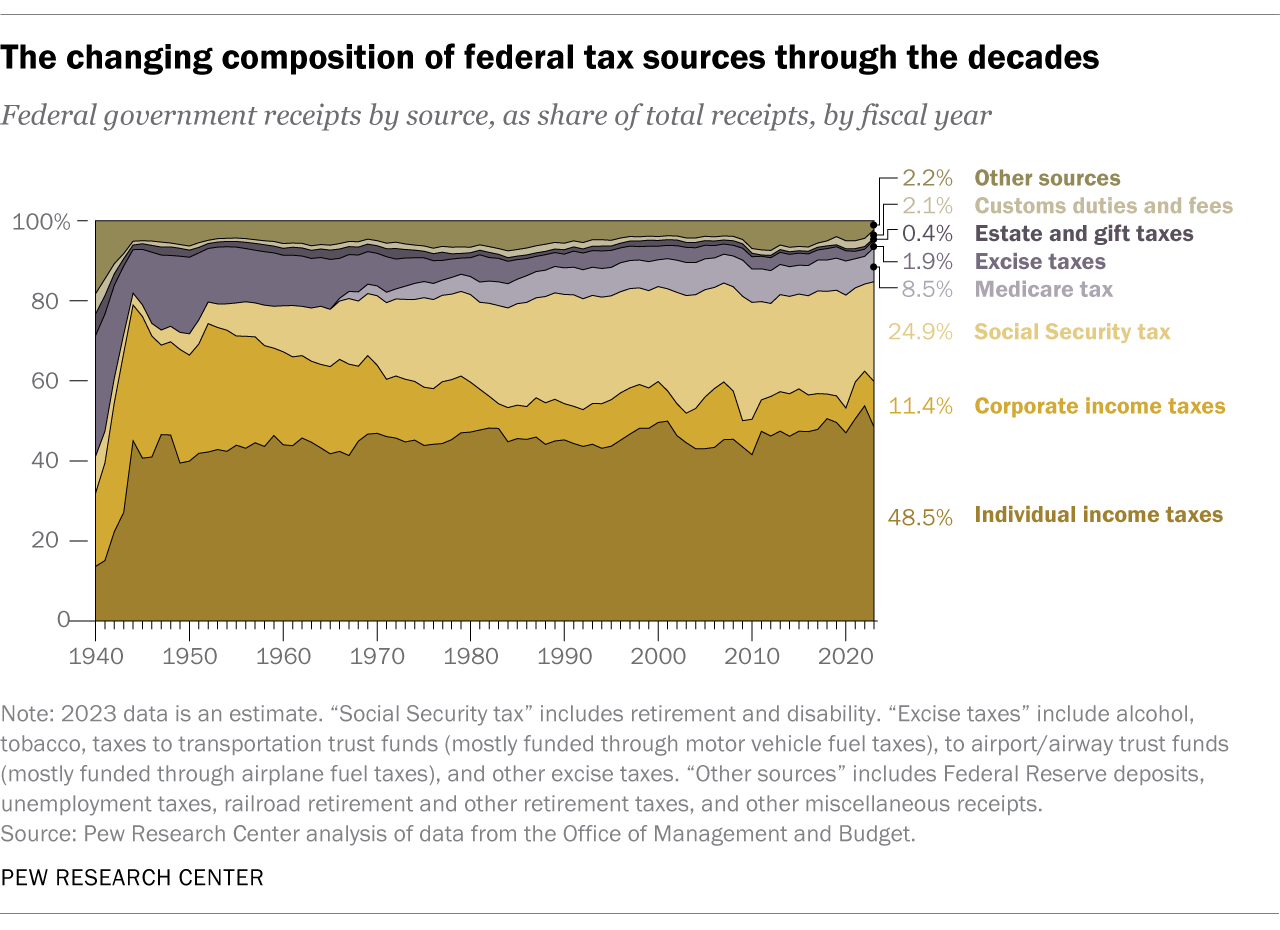 The changing composition of federal tax sources through the decades
Federal government receipts by source, as share of total receipts, by fiscal year
2.2% Other sources
2.1% Customs duties and fees
0.4% Estate and gift taxes
1.9% Excise taxes
8.5% Medicare tax
24.9% Social Security tax
11.4% Corporate income taxes
48.5% Individual income taxes
100%
80
60
40
20
0
1940 1950 1960 1970 1980 1990 2000 2010 2020
Note: 2023 data is an estimate. “Social Security tax” includes retirement and disability. “Excise taxes” include alcohol,
tobacco, taxes to transportation trust funds (mostly funded through motor vehicle fuel taxes), to airport/airway trust funds
(mostly funded through airplane fuel taxes), and other excise taxes. “Other sources” includes Federal Reserve deposits,
unemployment taxes, railroad retirement and other retirement taxes, and other miscellaneous receipts.
Source: Pew Research Center analysis of data from the Office of Management and Budget.
PEW RESEARCH CENTER